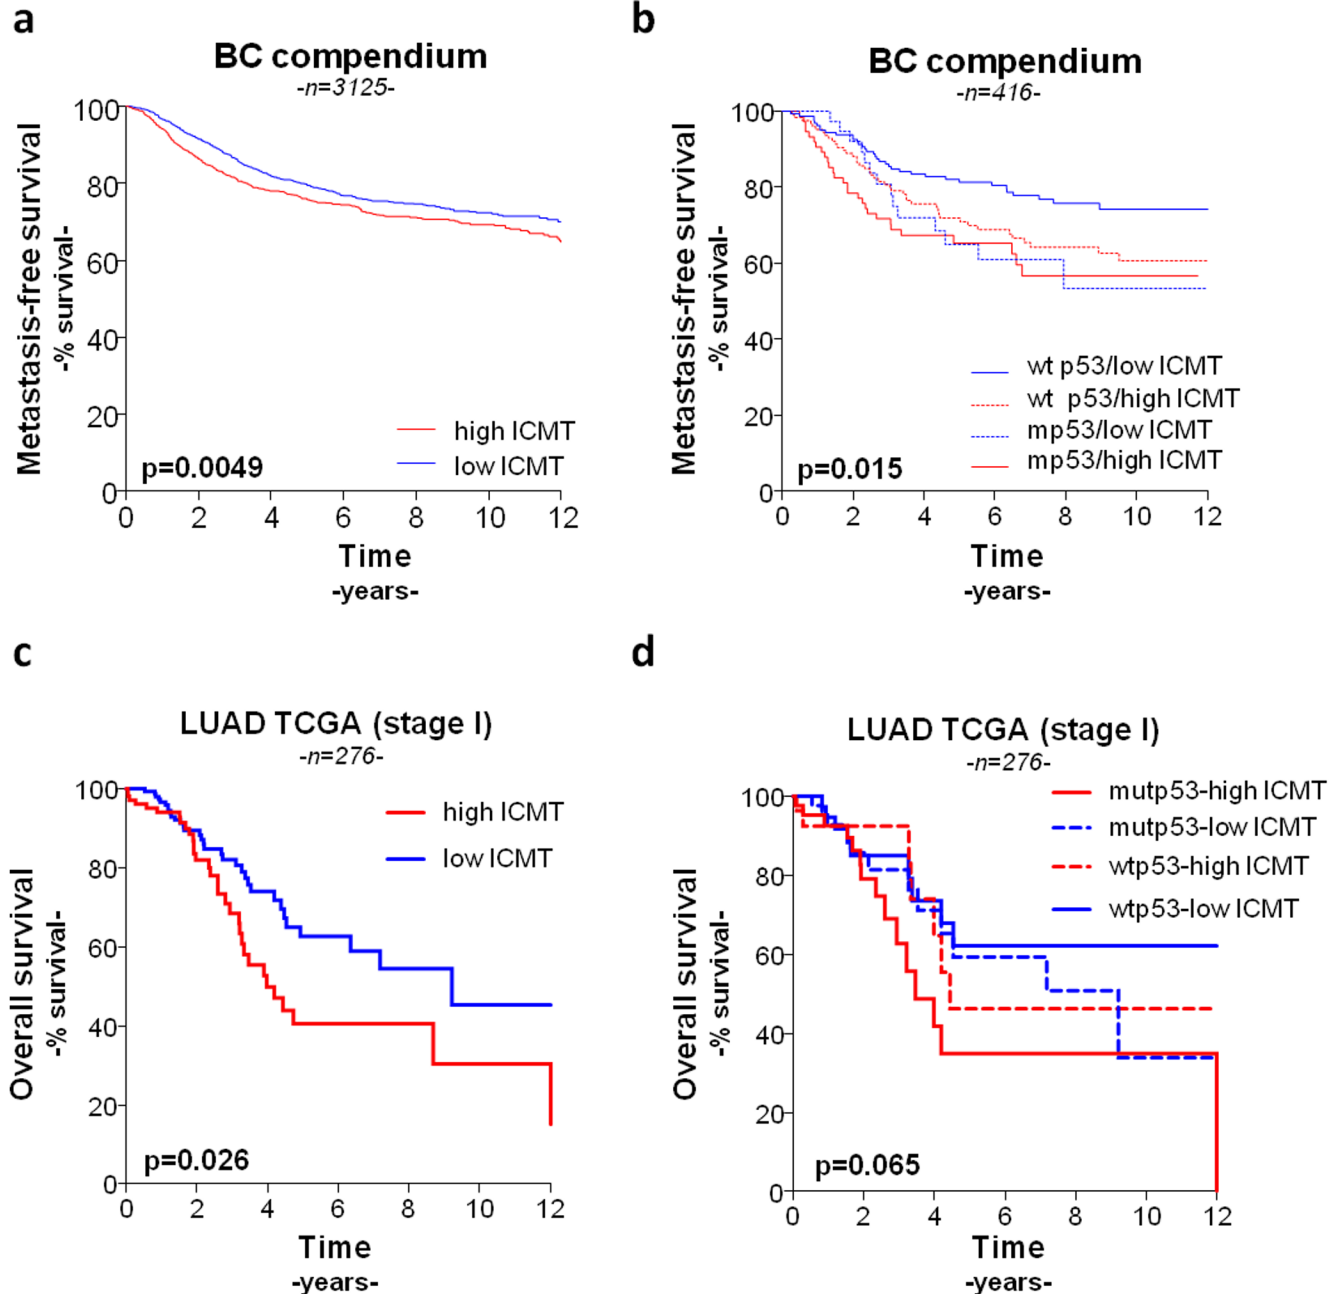 a
BC compendium
-n=3125-
Metastasis-free survival
-% survival-
100
80
60
40
20
0
high ICMT
low ICMT
p=0.0049
0 2 4 6 8 10 12
Time
-years-
b
BC compendium
-n=416-
Metastasis-free survival
-% survival-
100
80
60
40
20
0
wt p53/low ICMT
wt p53/high ICMT
mp53/low ICMT
mp53/high ICMT
p=0.015
0 2 4 6 8 10 12
Time
-years-
c
LUAD TCGA (stage I)
-n=276-
Overall survival
-% survival-
100
80
60
40
20
0
high ICMT
low ICMT
p=0.026
0 2 4 6 8 10 12
Time
-years-
d
LUAD TCGA (stage I)
-n=276-
Overall survival
-% survival-
100
80
60
40
20
0
mutp53-high ICMT
mutp53-low ICMT
wtp53-high ICMT
wtp53-low ICMT
p=0.065
0 2 4 6 8 10 12
Time
-years-